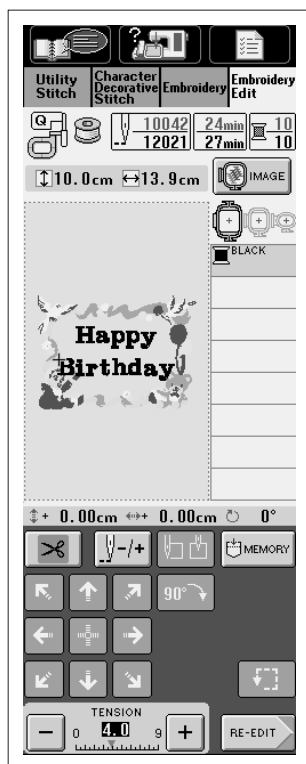 Utility Stitch
Character Decorative Stitch
Embroidery
Embroidery Edit
Q
10042 24min 10
12021 27min 10
10.0cm 13.9cm
IMAGE
BLACK
Happy
Birthday
+ 0.00cm + 0.00cm 0°
-/+
MEMORY
90°
TENSION
- 0 4.0 9 +
RE-EDIT